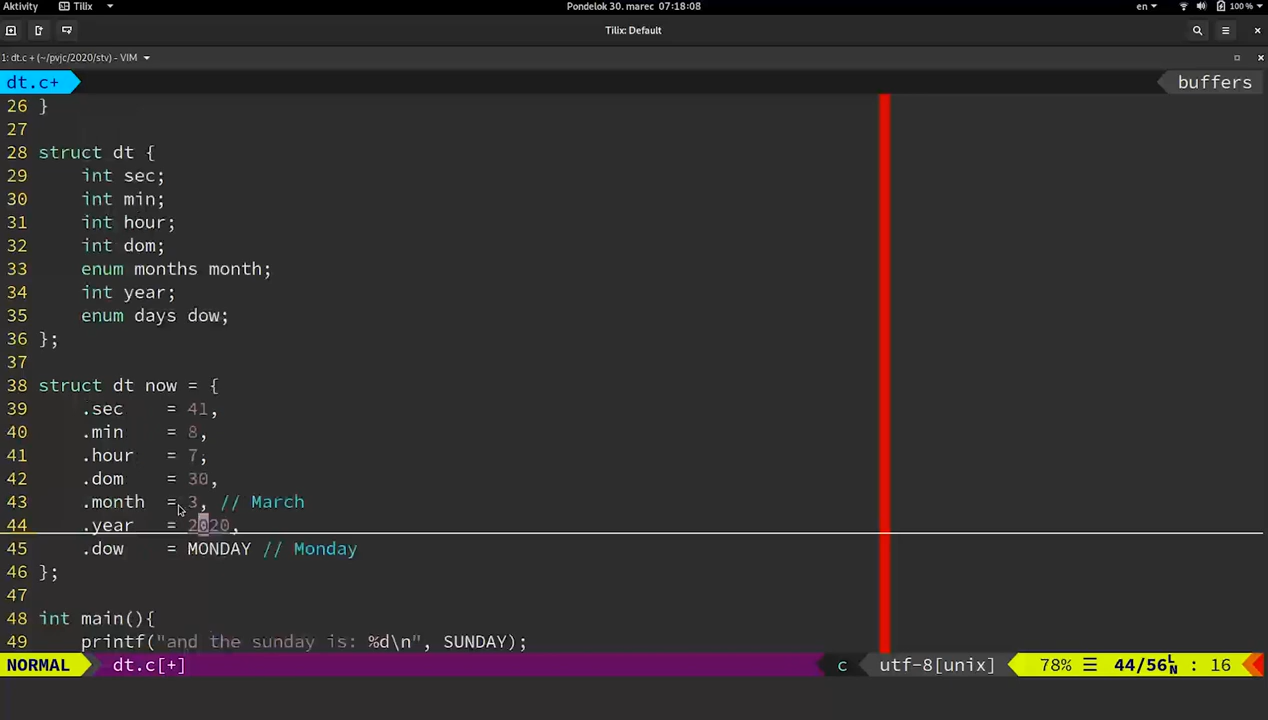 Aktivity Tilix Pondelok 30. marec 07:18:08 en 100 %
Tilix: Default
1: dt.c + (~/pvjc/2020/stv) - VIM
dt.c+ buffers
26 }
27
28 struct dt {
29     int sec;
30     int min;
31     int hour;
32     int dom;
33     enum months month;
34     int year;
35     enum days dow;
36 };
37
38 struct dt now = {
39     .sec    = 41,
40     .min    = 8,
41     .hour   = 7,
42     .dom    = 30,
43     .month  = 3, // March
44     .year   = 2020,
45     .dow    = MONDAY // Monday
46 };
47
48 int main(){
49     printf("and the sunday is: %d\n", SUNDAY);
NORMAL dt.c[+] c utf-8[unix] 78% ☰ 44/56 LN : 16